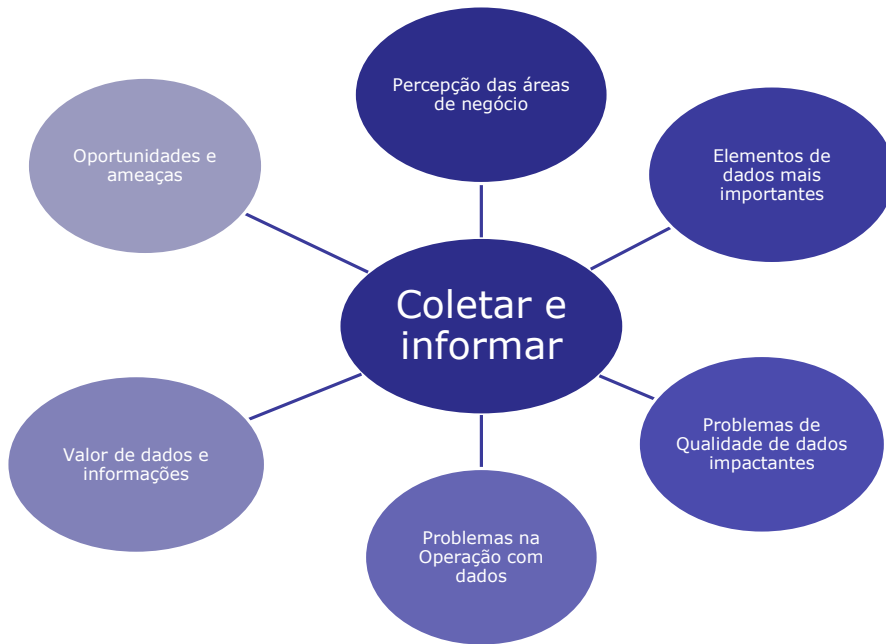 Percepção das áreas
de negócio
Oportunidades e
ameaças
Elementos de
dados mais
importantes
Coletar e
informar
Valor de dados e
informações
Problemas de
Qualidade de dados
impactantes
Problemas na
Operação com
dados